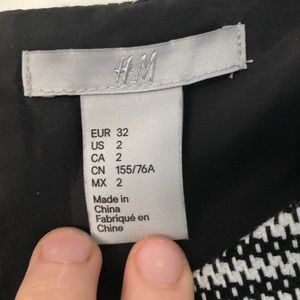 H&M
EUR 32
US 2
CA 2
CN 155/76A
MX 2
Made in
China
Fabriqué en
Chine